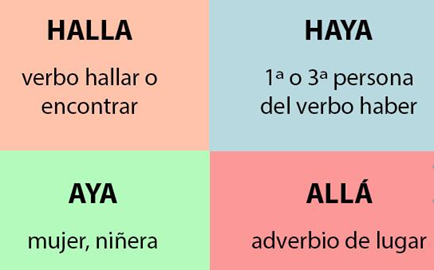 HALLA
verbo hallar o
encontrar
HAYA
1ª o 3ª persona
del verbo haber
AYA
mujer, niñera
ALLÁ
adverbio de lugar